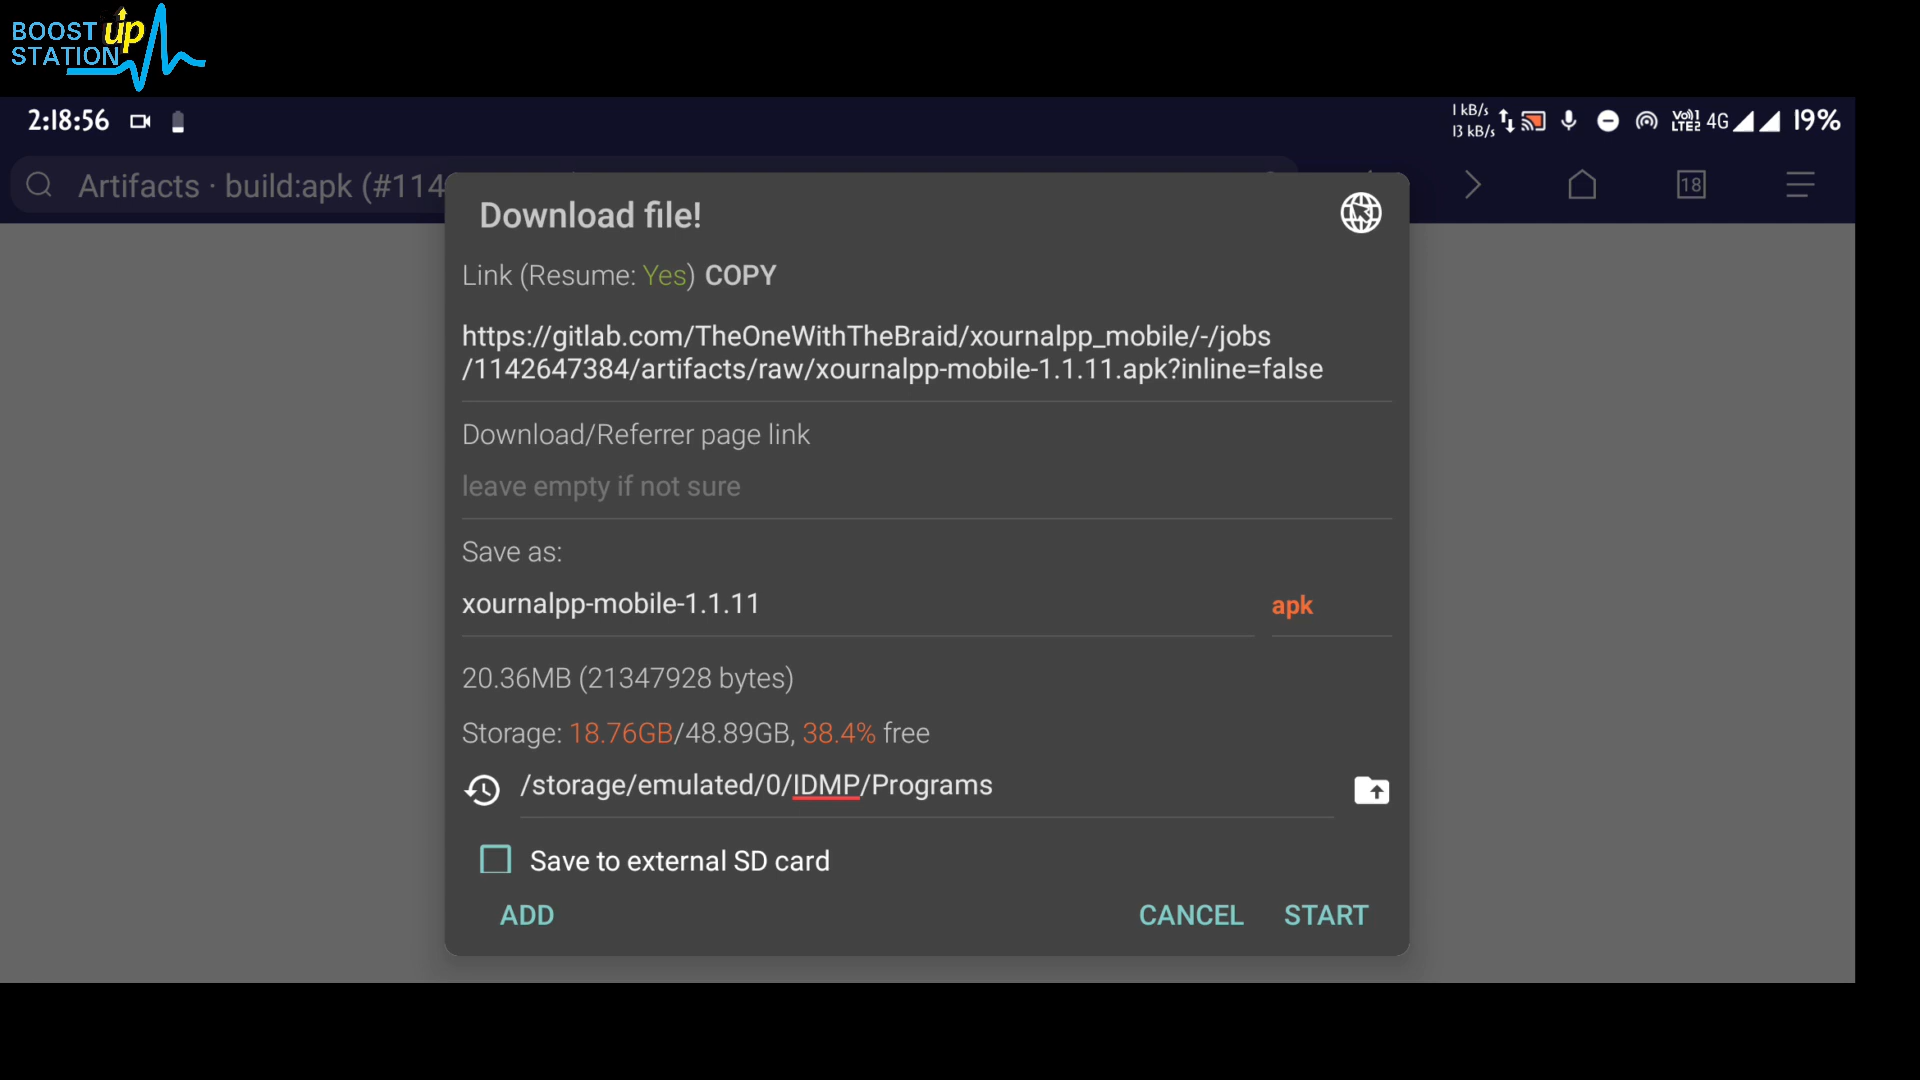 BOOST up
STATION
2:18:56
1 kB/s
13 kB/s
Vo)) 1
LTE2
4G
19%
Artifacts · build:apk (#114
18
Download file!
Link (Resume: Yes) COPY
https://gitlab.com/TheOneWithTheBraid/xournalpp_mobile/-/jobs
/1142647384/artifacts/raw/xournalpp-mobile-1.1.11.apk?inline=false
Download/Referrer page link
leave empty if not sure
Save as:
xournalpp-mobile-1.1.11
apk
20.36MB (21347928 bytes)
Storage: 18.76GB/48.89GB, 38.4% free
/storage/emulated/0/IDMP/Programs
Save to external SD card
ADD
CANCEL
START